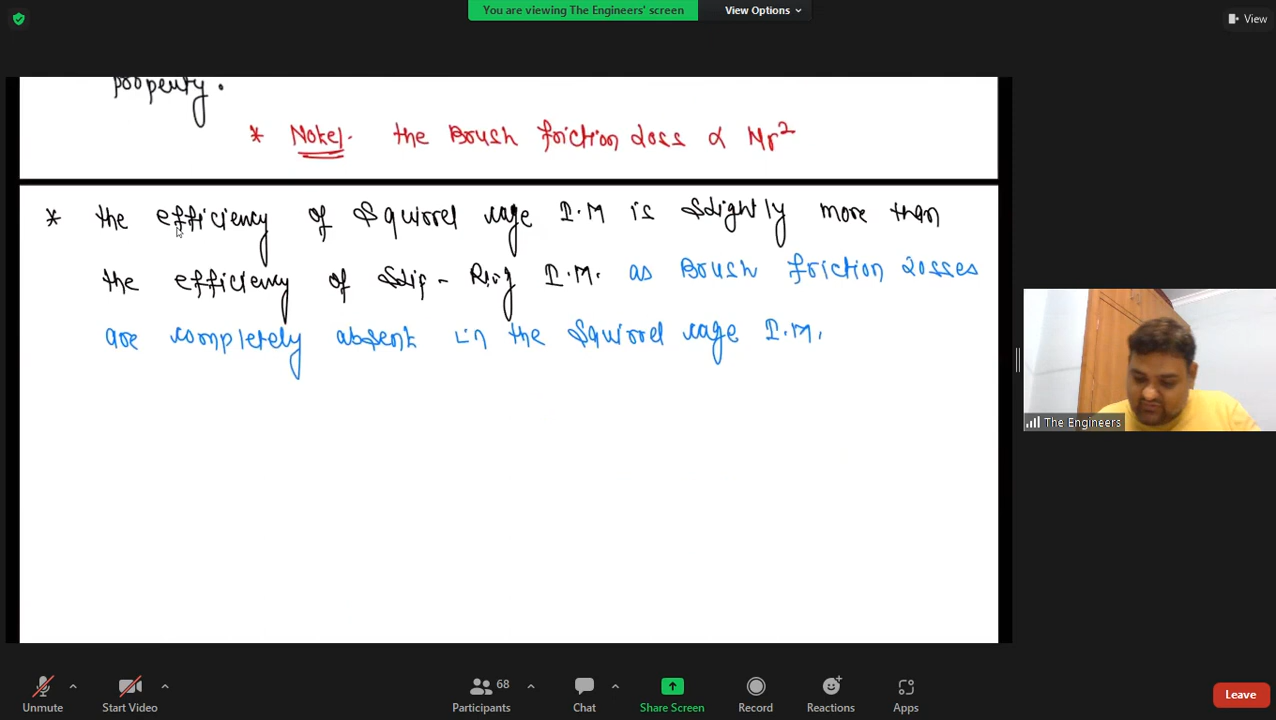 You are viewing The Engineers' screen
View Options
View
property.
* Note). the Brush friction loss α Nr²
* the efficiency of Squirrel cage I.M is Slightly more than
the efficiency of Slip - Ring I.M. as Brush friction losses
are completely absent in the Squirrel cage I.M.
The Engineers
Unmute
Start Video
68
Participants
Chat
Share Screen
Record
Reactions
Apps
Leave